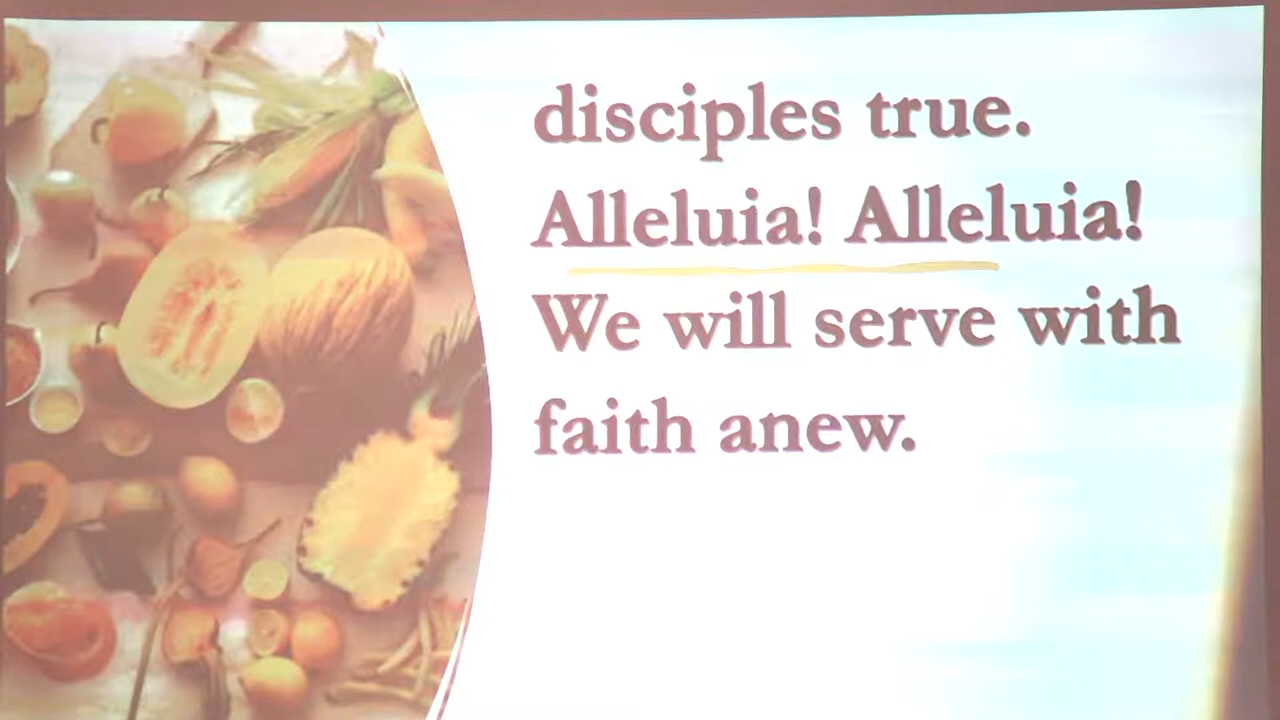 disciples true.
Alleluia! Alleluia!
We will serve with
faith anew.